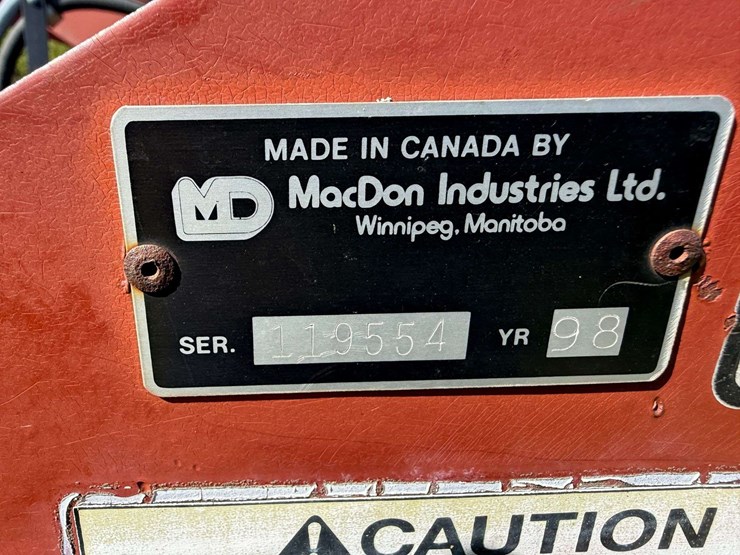 MADE IN CANADA BY
MD MacDon Industries Ltd.
Winnipeg, Manitoba
SER. 119554 YR 98
CAUTION